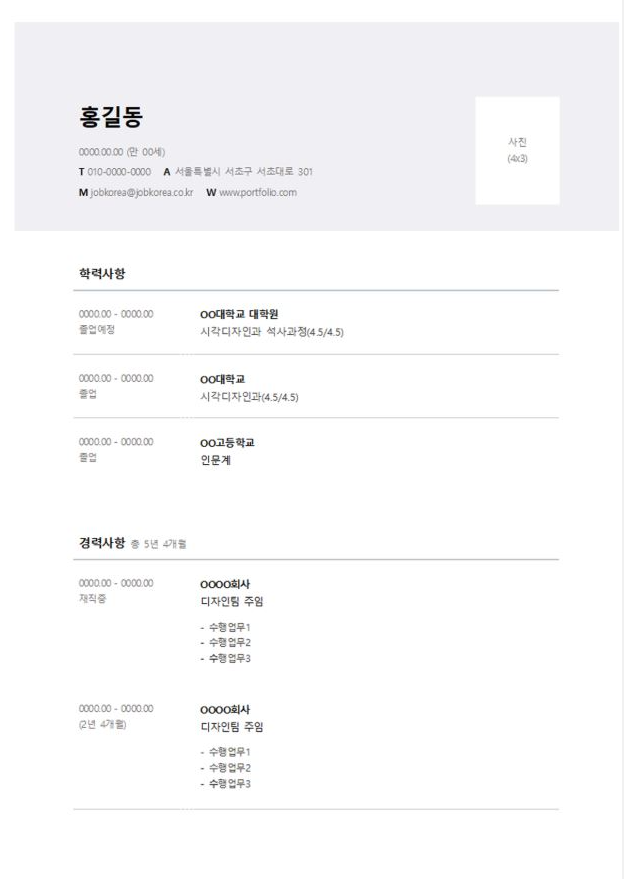 홍길동
0000.00.00 (만 00세)
T 010-0000-0000 A 서울특별시 서초구 서초대로 301
M jobkorea@jobkorea.co.kr W www.portfolio.com
사진
(4x3)
학력사항
0000.00 - 0000.00
졸업예정
OO대학교 대학원
시각디자인과 석사과정(4.5/4.5)
0000.00 - 0000.00
졸업
OO대학교
시각디자인과(4.5/4.5)
0000.00 - 0000.00
졸업
OO고등학교
인문계
경력사항 총 5년 4개월
0000.00 - 0000.00
재직중
OOOO회사
디자인팀 주임
- 수행업무1
- 수행업무2
- 수행업무3
0000.00 - 0000.00
(2년 4개월)
OOOO회사
디자인팀 주임
- 수행업무1
- 수행업무2
- 수행업무3